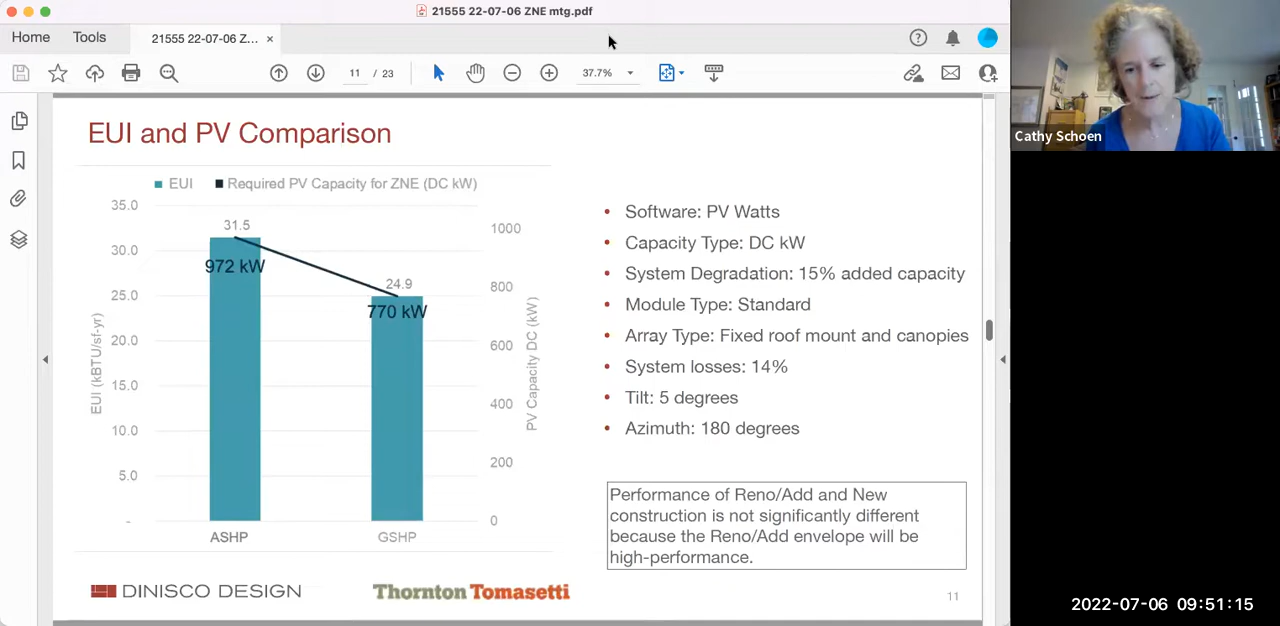 21555 22-07-06 ZNE mtg.pdf
Home Tools 21555 22-07-06 Z... ×
11 / 23 37.7%
Cathy Schoen
EUI and PV Comparison
EUI Required PV Capacity for ZNE (DC kW)
35.0
30.0
25.0
20.0
15.0
10.0
5.0
-
EUI (kBTU/sf-yr)
31.5
972 kW
24.9
770 kW
1000
800
600
400
200
0
PV Capacity DC (kW)
ASHP GSHP
• Software: PV Watts
• Capacity Type: DC kW
• System Degradation: 15% added capacity
• Module Type: Standard
• Array Type: Fixed roof mount and canopies
• System losses: 14%
• Tilt: 5 degrees
• Azimuth: 180 degrees
Performance of Reno/Add and New
construction is not significantly different
because the Reno/Add envelope will be
high-performance.
DINISCO DESIGN Thornton Tomasetti
11
2022-07-06 09:51:15